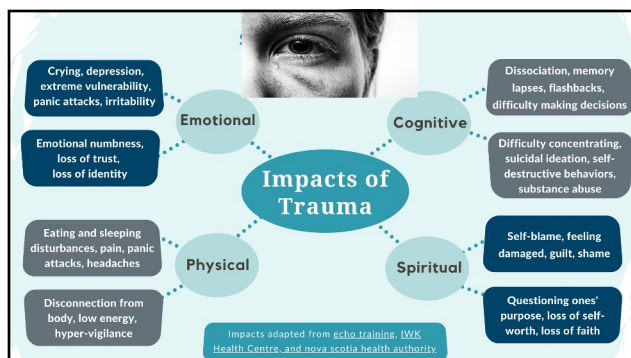 Crying, depression,
extreme vulnerability,
panic attacks, irritability
Emotional
Emotional numbness,
loss of trust,
loss of identity
Dissociation, memory
lapses, flashbacks,
difficulty making decisions
Cognitive
Difficulty concentrating,
suicidal ideation, self-
destructive behaviors,
substance abuse
Impacts of
Trauma
Eating and sleeping
disturbances, pain, panic
attacks, headaches
Physical
Disconnection from
body, low energy,
hyper-vigilance
Self-blame, feeling
damaged, guilt, shame
Spiritual
Questioning ones'
purpose, loss of self-
worth, loss of faith
Impacts adapted from echo training, IWK
Health Centre, and nova scotia health authority